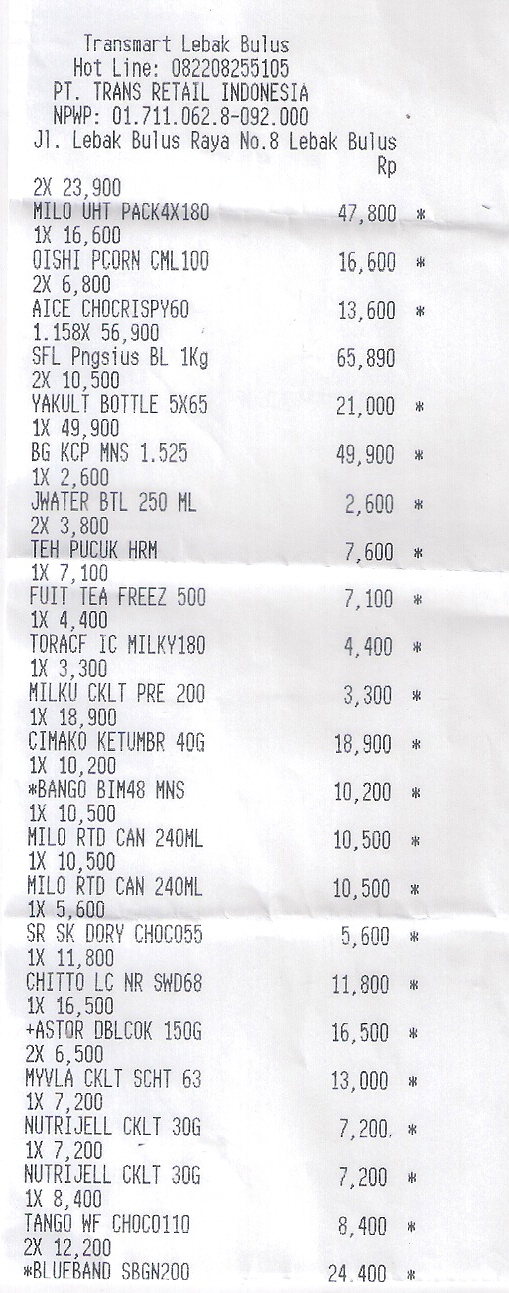 Transmart Lebak Bulus
Hot Line: 082208255105
PT. TRANS RETAIL INDONESIA
NPWP: 01.711.062.8-092.000
Jl. Lebak Bulus Raya No.8 Lebak Bulus
Rp
2X 23,900
MILO UHT PACK4X180 47,800 *
1X 16,600
OISHI PCORN CML100 16,600 *
2X 6,800
AICE CHOCRISPY60 13,600 *
1.158X 56,900
SFL Pngsius BL 1Kg 65,890
2X 10,500
YAKULT BOTTLE 5X65 21,000 *
1X 49,900
BG KCP MNS 1.525 49,900 *
1X 2,600
JWATER BTL 250 ML 2,600 *
2X 3,800
TEH PUCUK HRM 7,600 *
1X 7,100
FUIT TEA FREEZ 500 7,100 *
1X 4,400
TORACF IC MILKY180 4,400 *
1X 3,300
MILKU CKLT PRE 200 3,300 *
1X 18,900
CIMAKO KETUMBR 40G 18,900 *
1X 10,200
*BANGO BIM48 MNS 10,200 *
1X 10,500
MILO RTD CAN 240ML 10,500 *
1X 10,500
MILO RTD CAN 240ML 10,500 *
1X 5,600
SR SK DORY CHOCO55 5,600 *
1X 11,800
CHITTO LC NR SWD68 11,800 *
1X 16,500
+ASTOR DBLCOK 150G 16,500 *
2X 6,500
MYVLA CKLT SCHT 63 13,000 *
1X 7,200
NUTRIJELL CKLT 30G 7,200 *
1X 7,200
NUTRIJELL CKLT 30G 7,200 *
1X 8,400
TANGO WF CHOCO110 8,400 *
2X 12,200
*BLUEBAND SBGN200 24.400 *